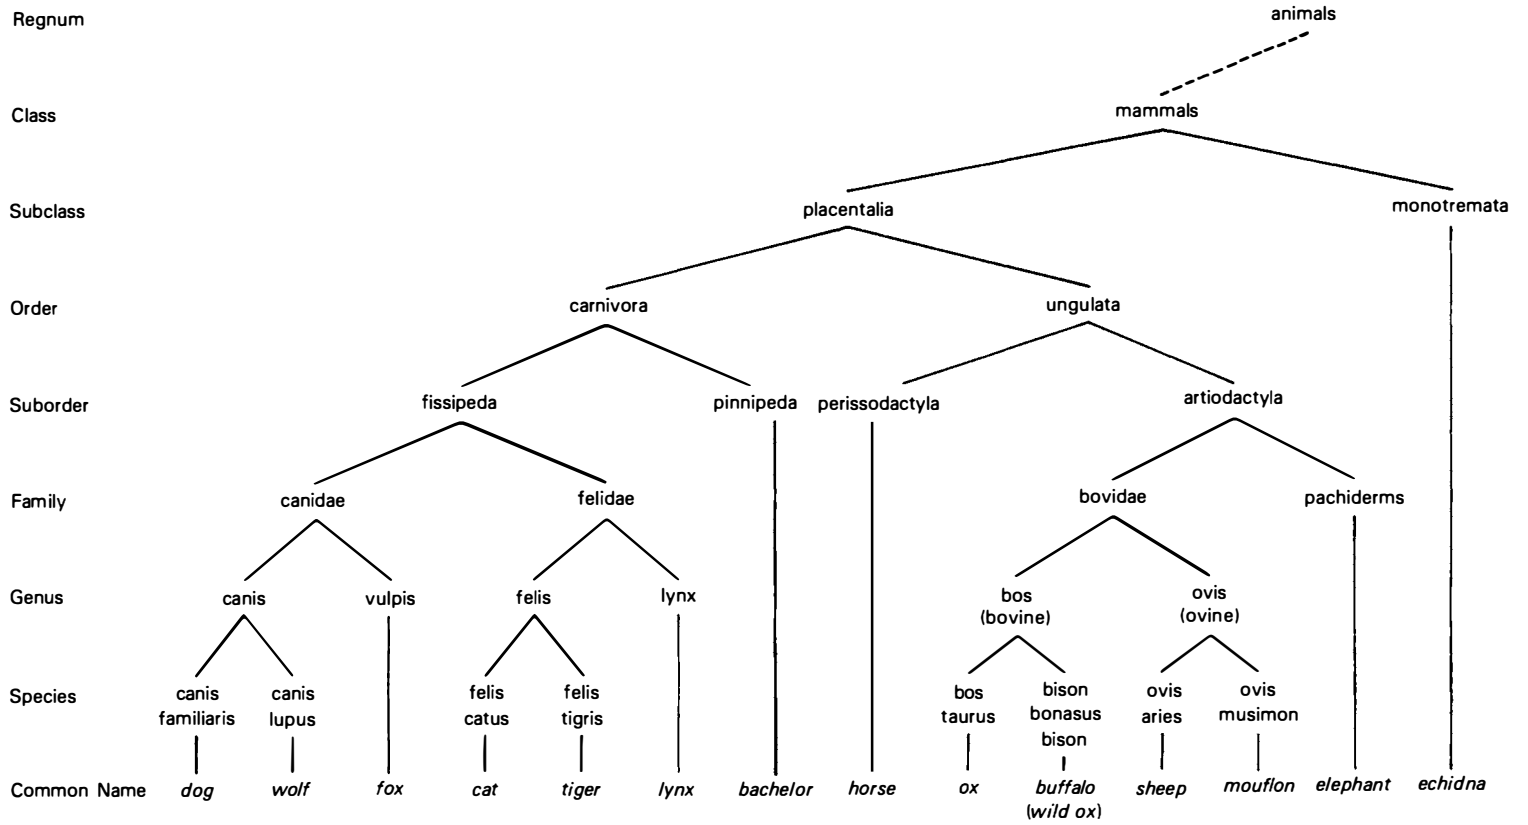 Regnum animals
Class mammals
Subclass placentalia monotremata
Order carnivora ungulata
Suborder fissipeda pinnipeda perissodactyla artiodactyla
Family canidae felidae bovidae pachiderms
Genus canis vulpis felis lynx bos ovis
(bovine) (ovine)
Species canis canis felis felis bos bison ovis ovis
familiaris lupus catus tigris taurus bonasus aries musimon
bison
Common Name dog wolf fox cat tiger lynx bachelor horse ox buffalo sheep mouflon elephant echidna
(wild ox)